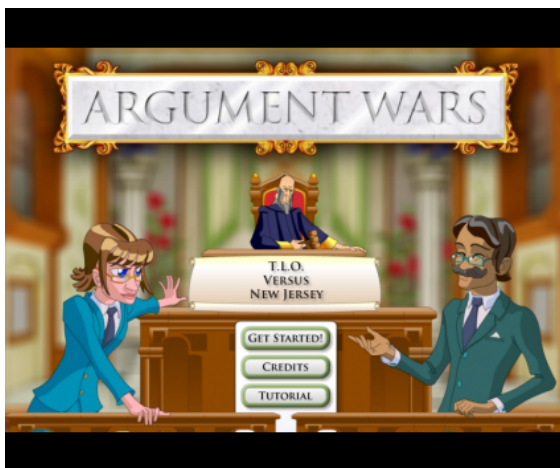 ARGUMENT WARS
T.L.O.
VERSUS
NEW JERSEY
GET STARTED!
CREDITS
TUTORIAL